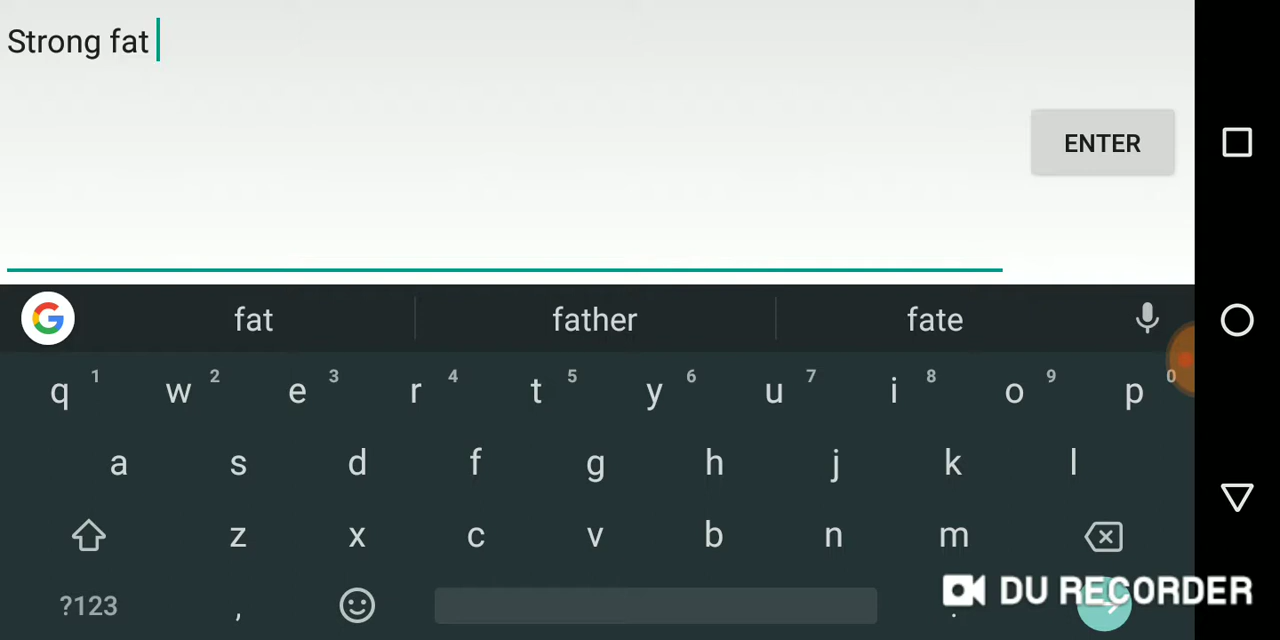 Strong fat
ENTER
fat father fate
q 1 w 2 e 3 r 4 t 5 y 6 u 7 i 8 o 9 p 0
a s d f g h j k l
z x c v b n m
?123 , .
DU RECORDER